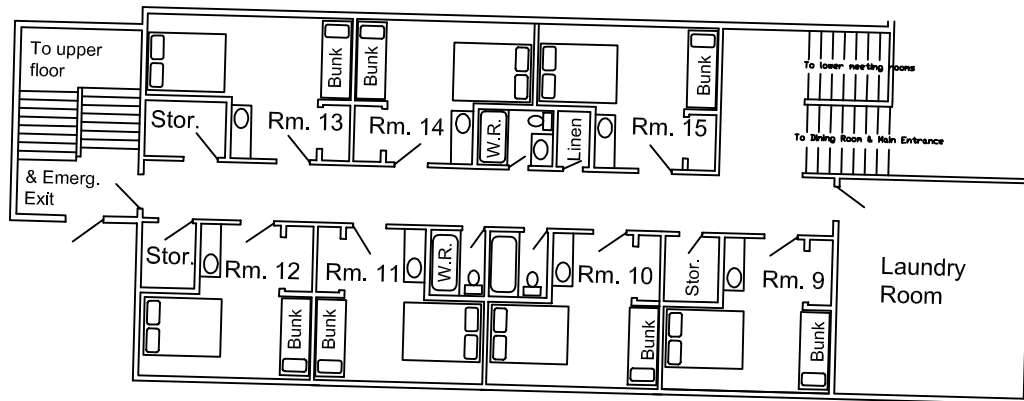 To upper
floor
Bunk
Bunk
Bunk
To lower meeting rooms
Stor.
Rm. 13
Rm. 14
W.R.
Linen
Rm. 15
To Dining Room & Main Entrance
& Emerg.
Exit
Stor.
Rm. 12
Rm. 11
W.R.
Rm. 10
Stor.
Rm. 9
Laundry
Room
Bunk
Bunk
Bunk
Bunk